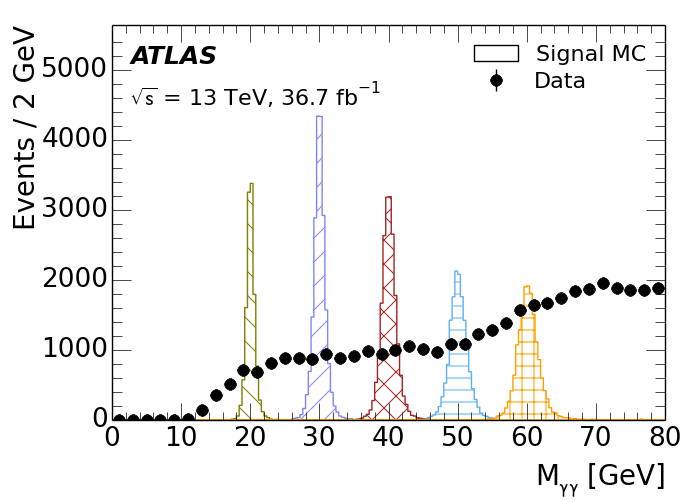 Events / 2 GeV
ATLAS
√s = 13 TeV, 36.7 fb⁻¹
Signal MC
Data
5000
4000
3000
2000
1000
0
0 10 20 30 40 50 60 70 80
Mγγ [GeV]